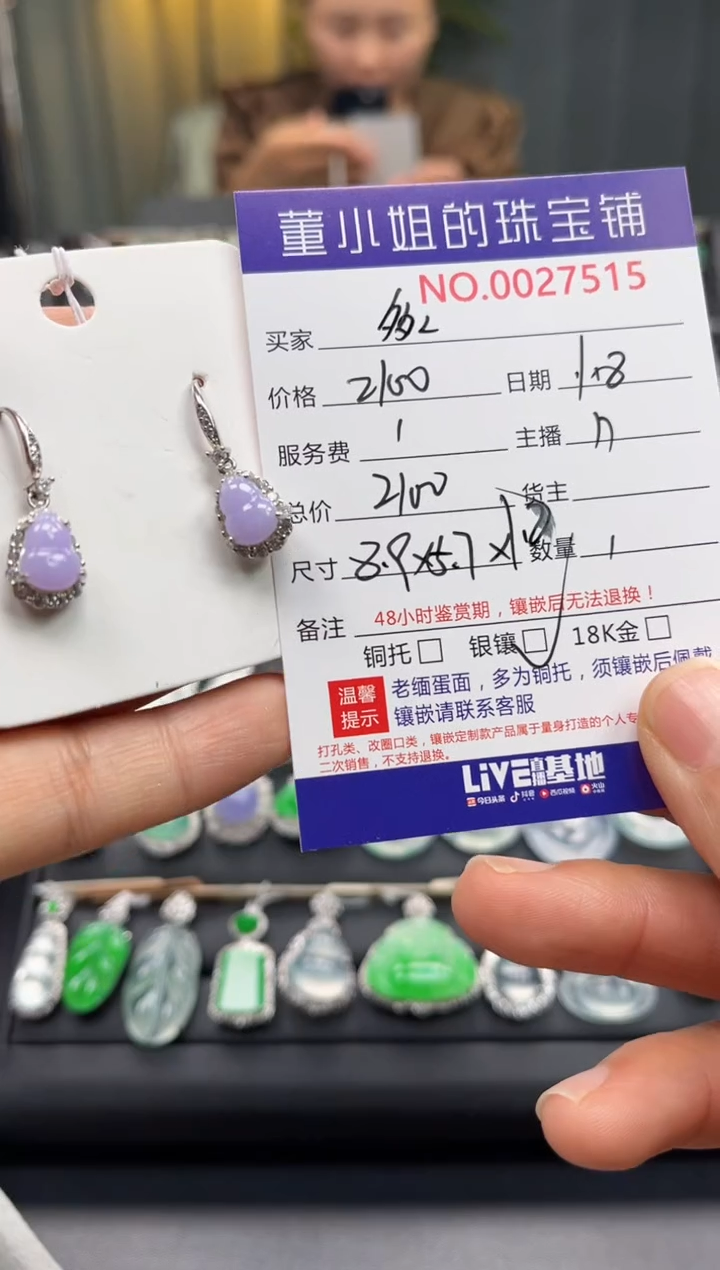 董小姐的珠宝铺
NO.0027515
买家
价格 2100 日期 1.8
服务费 1 主播
总价 2100 货主
尺寸 8.9×5.7× 数量 1
备注 48小时鉴赏期，镶嵌后无法退换！
铜托□ 银镶□ 18K金□
温馨提示 老缅蛋面，多为铜托，须镶嵌后佩戴
镶嵌请联系客服
打孔类、改圈口类，镶嵌定制款产品属于量身打造的个人专
二次销售，不支持退换。
LIVE直播基地
今日头条 抖音 西瓜视频 火山